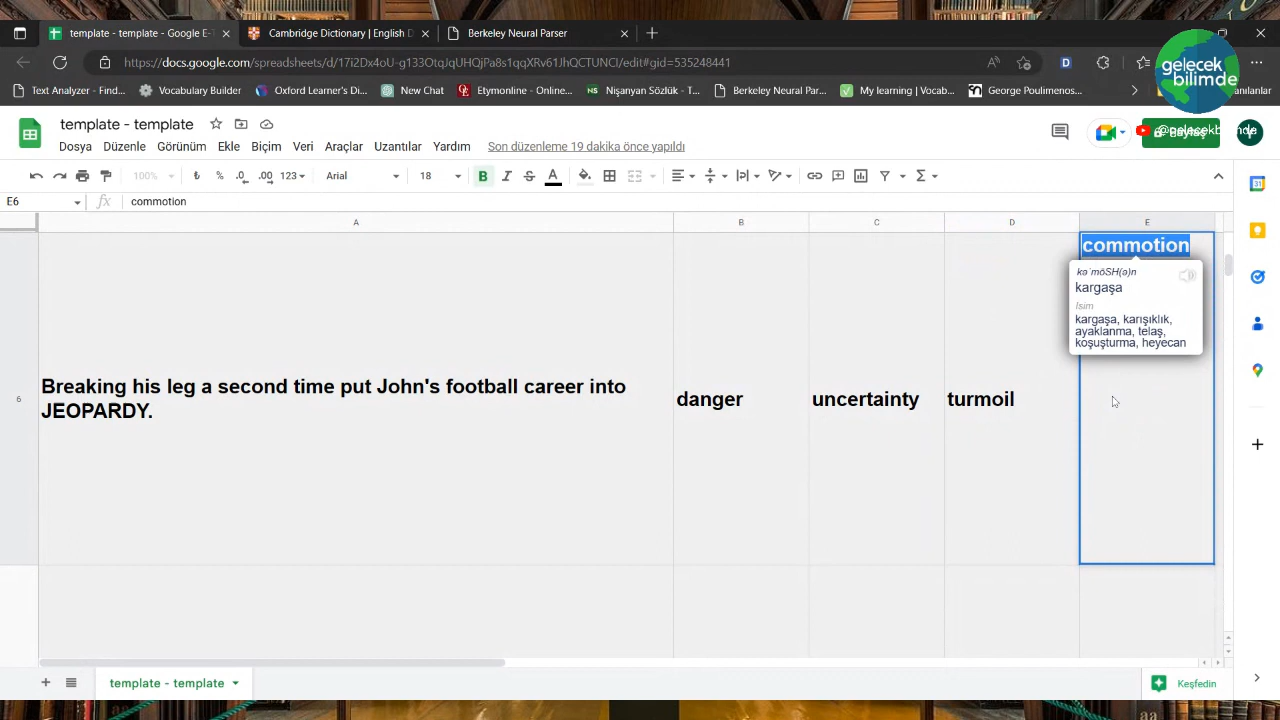 template - template - Google E-T
Cambridge Dictionary | English D
Berkeley Neural Parser
https://docs.google.com/spreadsheets/d/17i2Dx4oU-g133OtqJqUHQjPa8s1qqXRv61JhQCTUNCI/edit#gid=535248441
Text Analyzer - Find...
Vocabulary Builder
Oxford Learner's Di...
New Chat
Etymonline - Online...
Nişanyan Sözlük - T...
Berkeley Neural Par...
My learning | Vocab...
George Poulimenos...
gelecek
bilimde
template - template
@gelecekbilimde
Dosya Düzenle Görünüm Ekle Biçim Veri Araçlar Uzantılar Yardım Son düzenleme 19 dakika önce yapıldı
100% ₺ % .0 .00 123 Arial 18 B I S A
E6 fx commotion
A B C D E
6
Breaking his leg a second time put John's football career into
JEOPARDY.
danger
uncertainty
turmoil
commotion
kəˈmōSH(ə)n
kargaşa
Isim
kargaşa, karışıklık,
ayaklanma, telaş,
koşuşturma, heyecan
template - template
Keşfedin